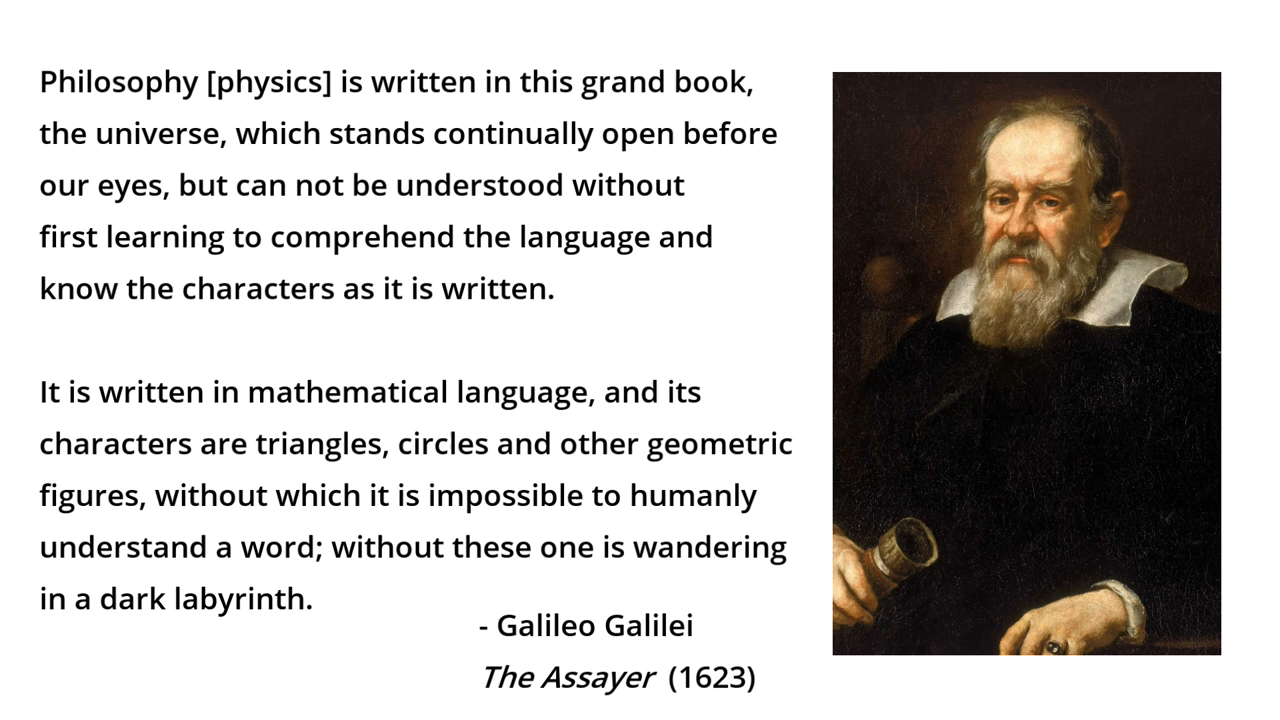 Philosophy [physics] is written in this grand book,
the universe, which stands continually open before
our eyes, but can not be understood without
first learning to comprehend the language and
know the characters as it is written.
It is written in mathematical language, and its
characters are triangles, circles and other geometric
figures, without which it is impossible to humanly
understand a word; without these one is wandering
in a dark labyrinth.
- Galileo Galilei
The Assayer (1623)